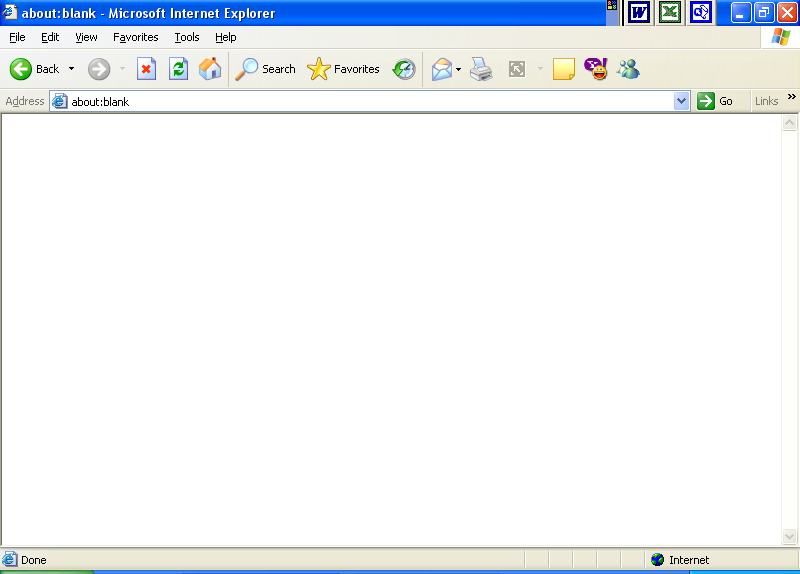 about:blank - Microsoft Internet Explorer
File Edit View Favorites Tools Help
Back Search Favorites
Address about:blank Go Links »
Done Internet